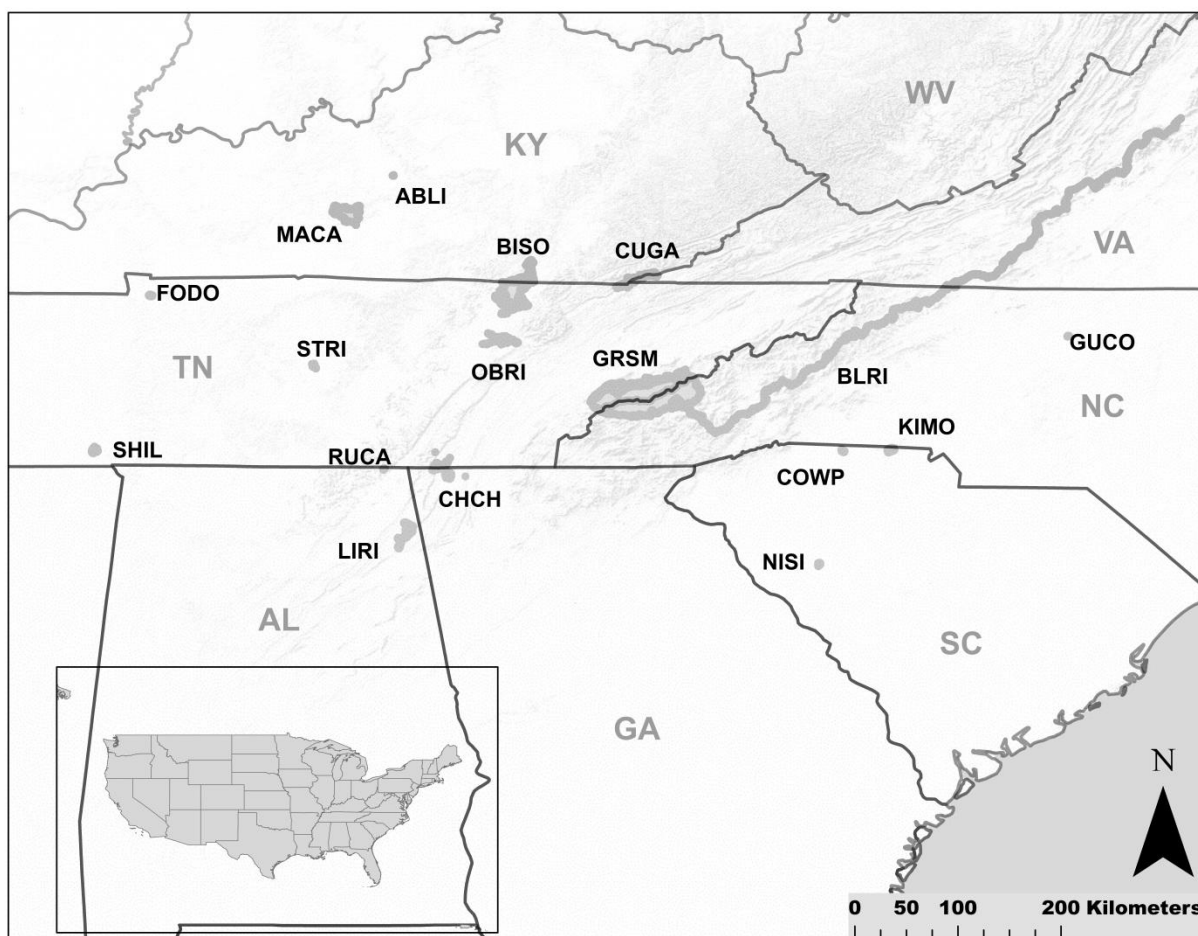 WV
KY
ABLI
MACA
VA
BISO
CUGA
FODO
STRI
GRSM
GUCO
TN
OBRI
BLRI
NC
KIMO
SHIL
RUCA
COWP
CHCH
LIRI
NISI
AL
SC
GA
N
0 50 100 200 Kilometers